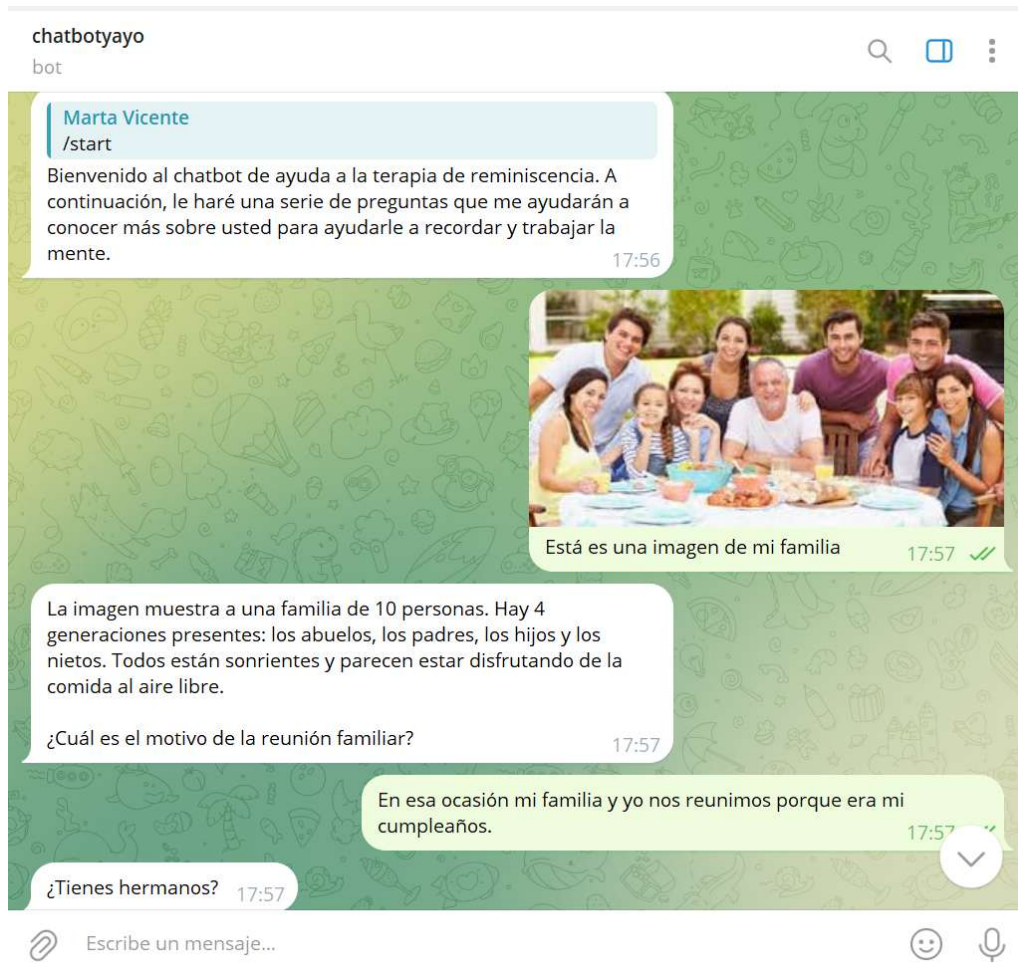 chatbotyayo
bot
Marta Vicente
/start
Bienvenido al chatbot de ayuda a la terapia de reminiscencia. A
continuación, le haré una serie de preguntas que me ayudarán a
conocer más sobre usted para ayudarle a recordar y trabajar la
mente.
17:56
Está es una imagen de mi familia
17:57
La imagen muestra a una familia de 10 personas. Hay 4
generaciones presentes: los abuelos, los padres, los hijos y los
nietos. Todos están sonrientes y parecen estar disfrutando de la
comida al aire libre.
¿Cuál es el motivo de la reunión familiar?
17:57
En esa ocasión mi familia y yo nos reunimos porque era mi
cumpleaños.
17:57
¿Tienes hermanos?
17:57
Escribe un mensaje...